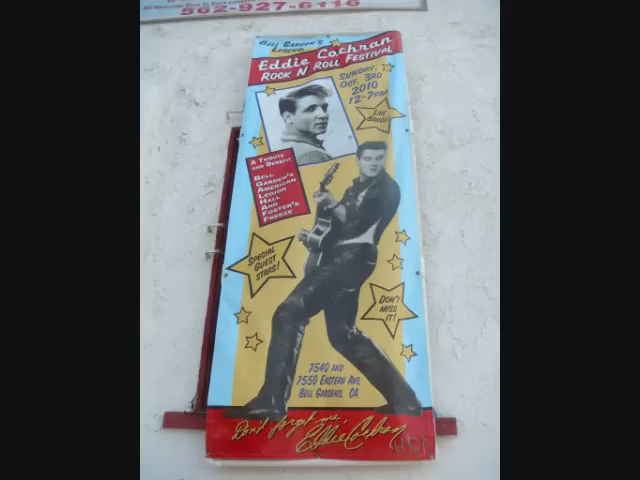 562-927-6116
Bell Garden's
Legend
Eddie Cochran
Rock N Roll Festival
Sunday,
Oct. 3rd
2010
12-7pm
Live
Bands!
A Tribute
and Benefit
Bell
Garden's
American
Legion
Hall
and
Foster's
Freeze
Special
Guest
Stars!
Don't
Miss
It!
7540 and
7550 Eastern Ave.
Bell Gardens, CA
Don't forget me
Eddie Cochran